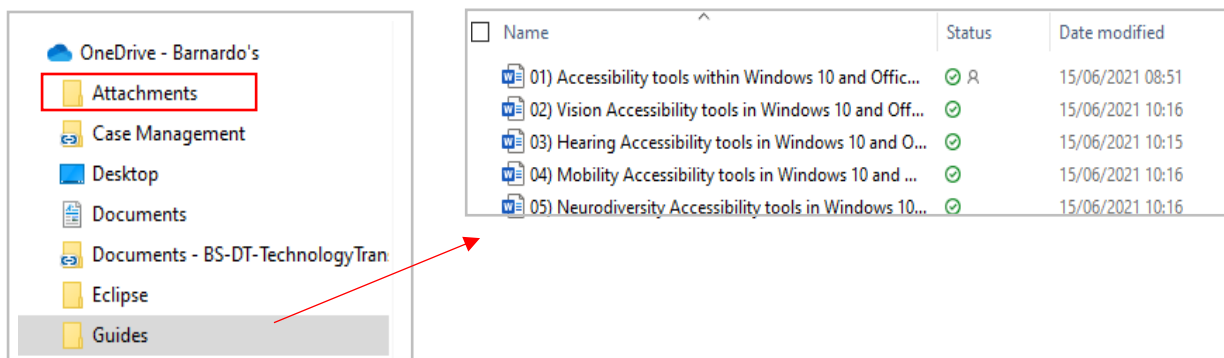 OneDrive - Barnardo's
Attachments
Case Management
Desktop
Documents
Documents - BS-DT-TechnologyTran
Eclipse
Guides
Name Status Date modified
01) Accessibility tools within Windows 10 and Offic... 15/06/2021 08:51
02) Vision Accessibility tools in Windows 10 and Off... 15/06/2021 10:16
03) Hearing Accessibility tools in Windows 10 and O... 15/06/2021 10:15
04) Mobility Accessibility tools in Windows 10 and ... 15/06/2021 10:16
05) Neurodiversity Accessibility tools in Windows 10... 15/06/2021 10:16